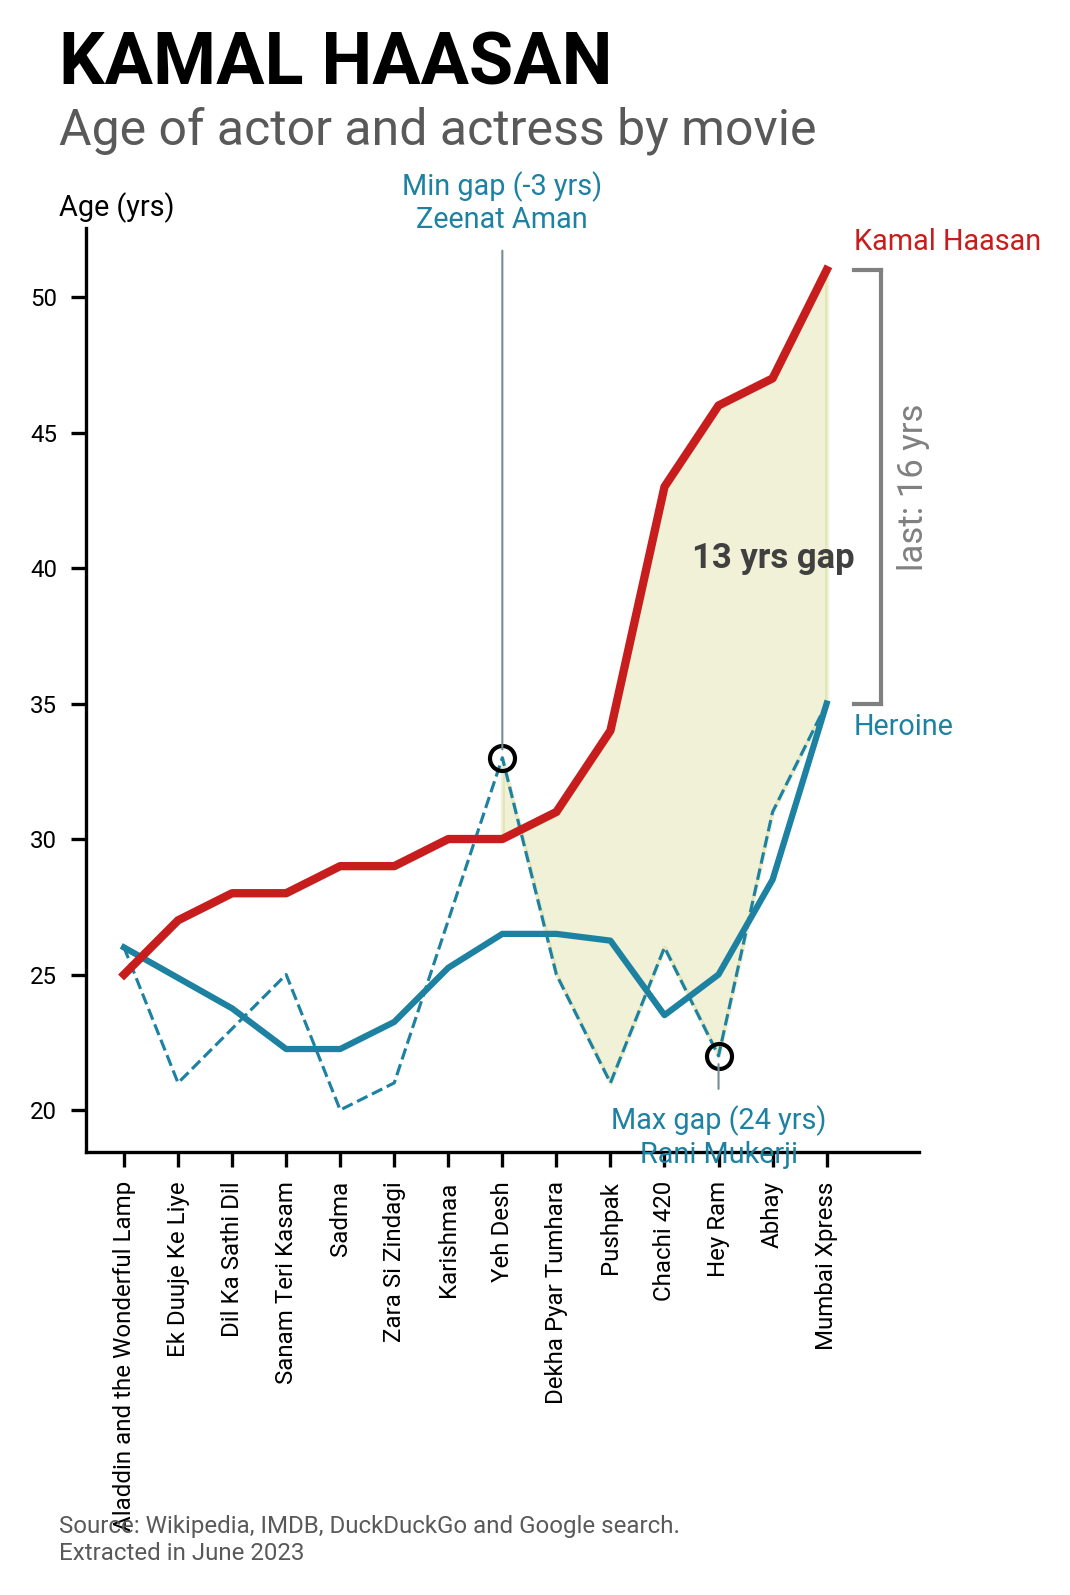 KAMAL HAASAN
Age of actor and actress by movie
Min gap (-3 yrs)
Zeenat Aman
Age (yrs)
Kamal Haasan
50
45
40
35
30
25
20
last: 16 yrs
13 yrs gap
Heroine
Max gap (24 yrs)
Rani Mukerji
Aladdin and the Wonderful Lamp
Ek Duuje Ke Liye
Dil Ka Sathi Dil
Sanam Teri Kasam
Sadma
Zara Si Zindagi
Karishmaa
Yeh Desh
Dekha Pyar Tumhara
Pushpak
Chachi 420
Hey Ram
Abhay
Mumbai Xpress
Source: Wikipedia, IMDB, DuckDuckGo and Google search.
Extracted in June 2023